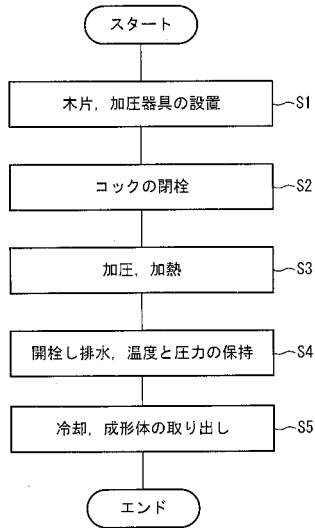 スタート
木片,加圧器具の設置 S1
コックの閉栓 S2
加圧,加熱 S3
開栓し排水,温度と圧力の保持 S4
冷却,成形体の取り出し S5
エンド